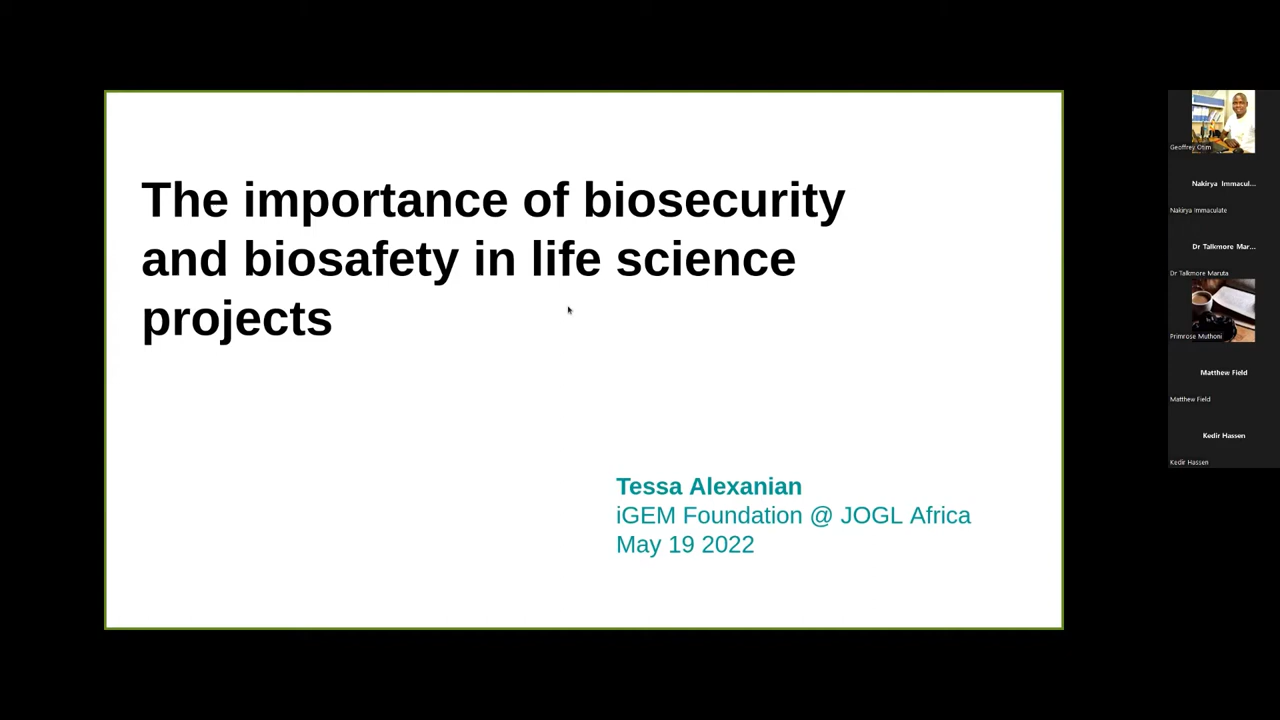 The importance of biosecurity
and biosafety in life science
projects
Tessa Alexanian
iGEM Foundation @ JOGL Africa
May 19 2022
Geoffrey Otim
Nakirya Immacul...
Nakirya Immaculate
Dr Talkmore Mar...
Dr Talkmore Maruta
Primrose Muthoni
Matthew Field
Matthew Field
Kedir Hassen
Kedir Hassen